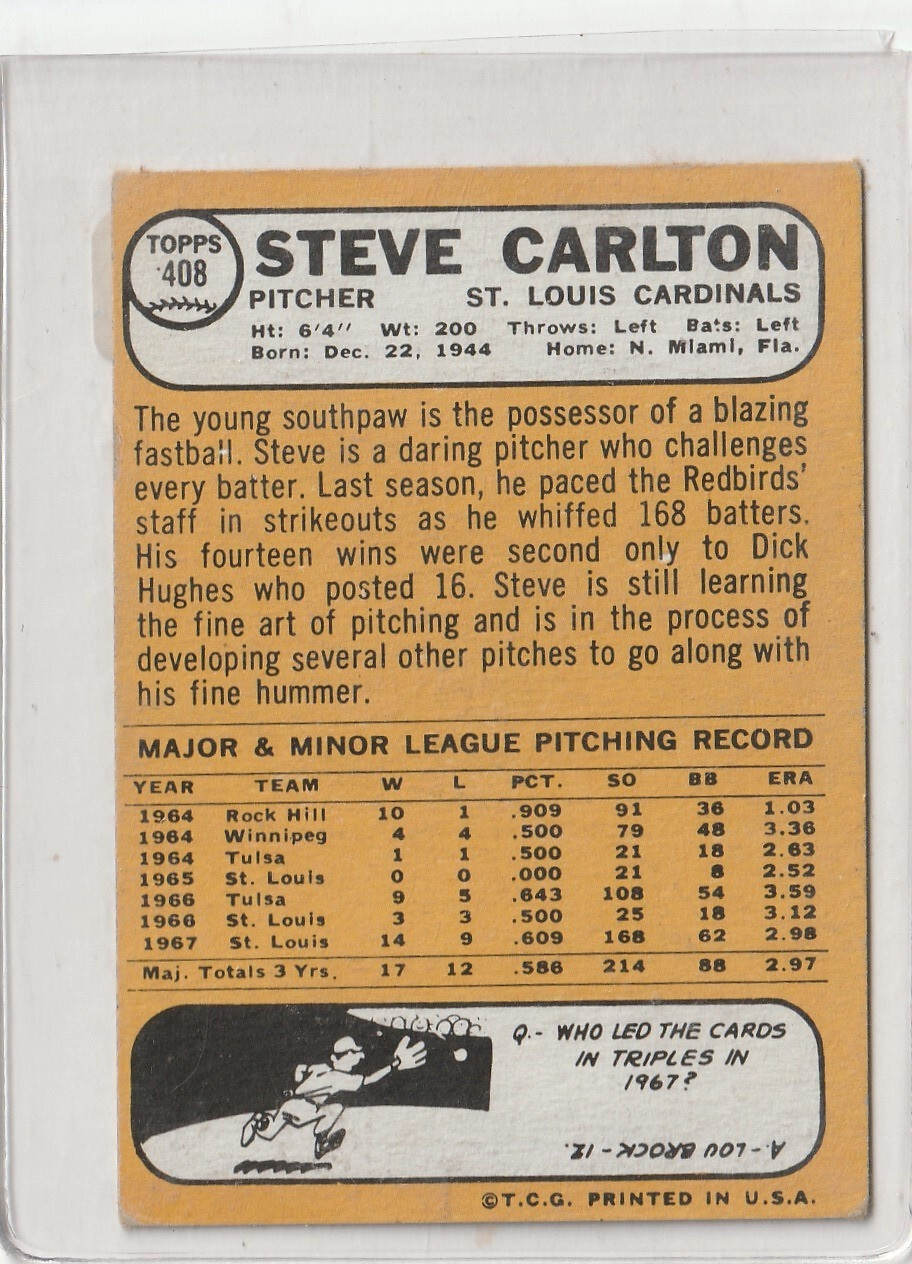 TOPPS
408
STEVE CARLTON
PITCHER ST. LOUIS CARDINALS
Ht: 6'4" Wt: 200 Throws: Left Bats: Left
Born: Dec. 22, 1944 Home: N. Miami, Fla.
The young southpaw is the possessor of a blazing
fastball. Steve is a daring pitcher who challenges
every batter. Last season, he paced the Redbirds'
staff in strikeouts as he whiffed 168 batters.
His fourteen wins were second only to Dick
Hughes who posted 16. Steve is still learning
the fine art of pitching and is in the process of
developing several other pitches to go along with
his fine hummer.
MAJOR & MINOR LEAGUE PITCHING RECORD
YEAR TEAM W L PCT. SO BB ERA
1964 Rock Hill 10 1 .909 91 36 1.03
1964 Winnipeg 4 4 .500 79 48 3.36
1964 Tulsa 1 1 .500 21 18 2.63
1965 St. Louis 0 0 .000 21 8 2.52
1966 Tulsa 9 5 .643 108 54 3.59
1966 St. Louis 3 3 .500 25 18 3.12
1967 St. Louis 14 9 .609 168 62 2.98
Maj. Totals 3 Yrs. 17 12 .586 214 88 2.97
Q.- WHO LED THE CARDS
IN TRIPLES IN
1967?
A.- LOU BROCK - 12.
©T.C.G. PRINTED IN U.S.A.